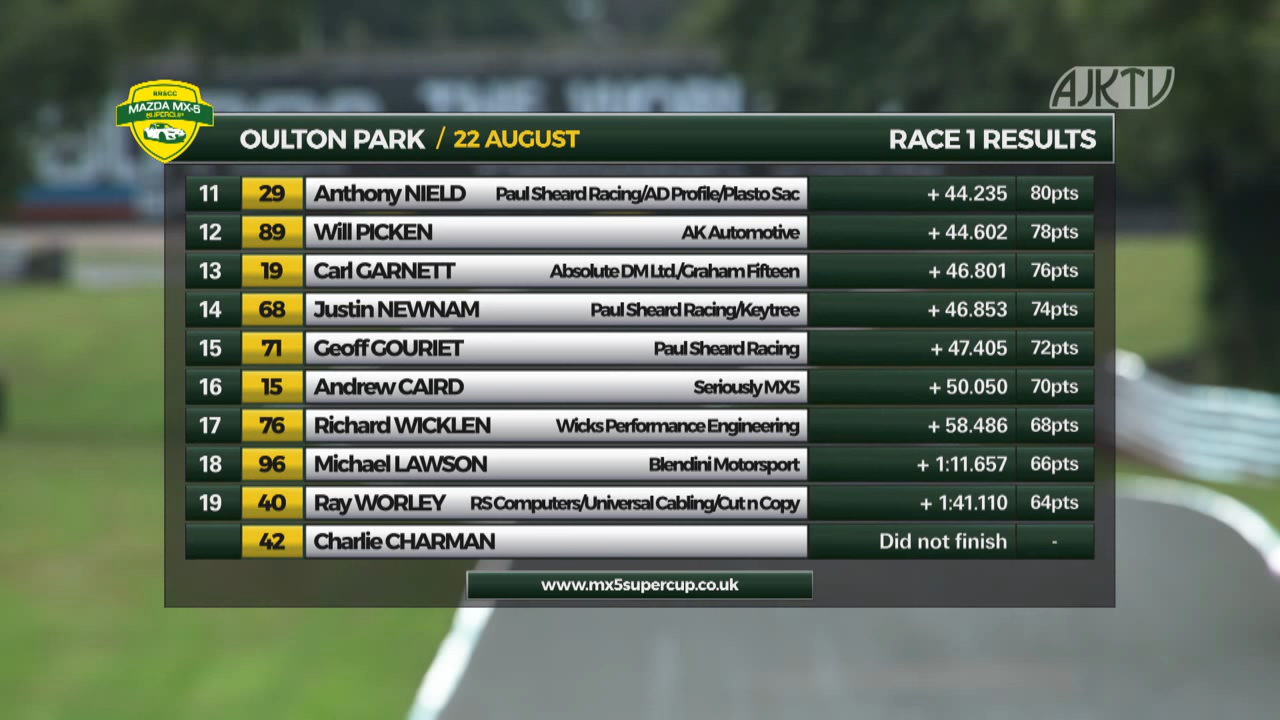 AJKTV
BRSCC
MAZDA MX-5
SUPERCUP
OULTON PARK / 22 AUGUST RACE 1 RESULTS
11 29 Anthony NIELD Paul Sheard Racing/AD Profile/Plasto Sac + 44.235 80pts
12 89 Will PICKEN AK Automotive + 44.602 78pts
13 19 Carl GARNETT Absolute DM Ltd./Graham Fifteen + 46.801 76pts
14 68 Justin NEWNAM Paul Sheard Racing/Keytree + 46.853 74pts
15 71 Geoff GOURIET Paul Sheard Racing + 47.405 72pts
16 15 Andrew CAIRD Seriously MX5 + 50.050 70pts
17 76 Richard WICKLEN Wicks Performance Engineering + 58.486 68pts
18 96 Michael LAWSON Blendini Motorsport + 1:11.657 66pts
19 40 Ray WORLEY RS Computers/Universal Cabling/Cut n Copy + 1:41.110 64pts
42 Charlie CHARMAN Did not finish -
www.mx5supercup.co.uk